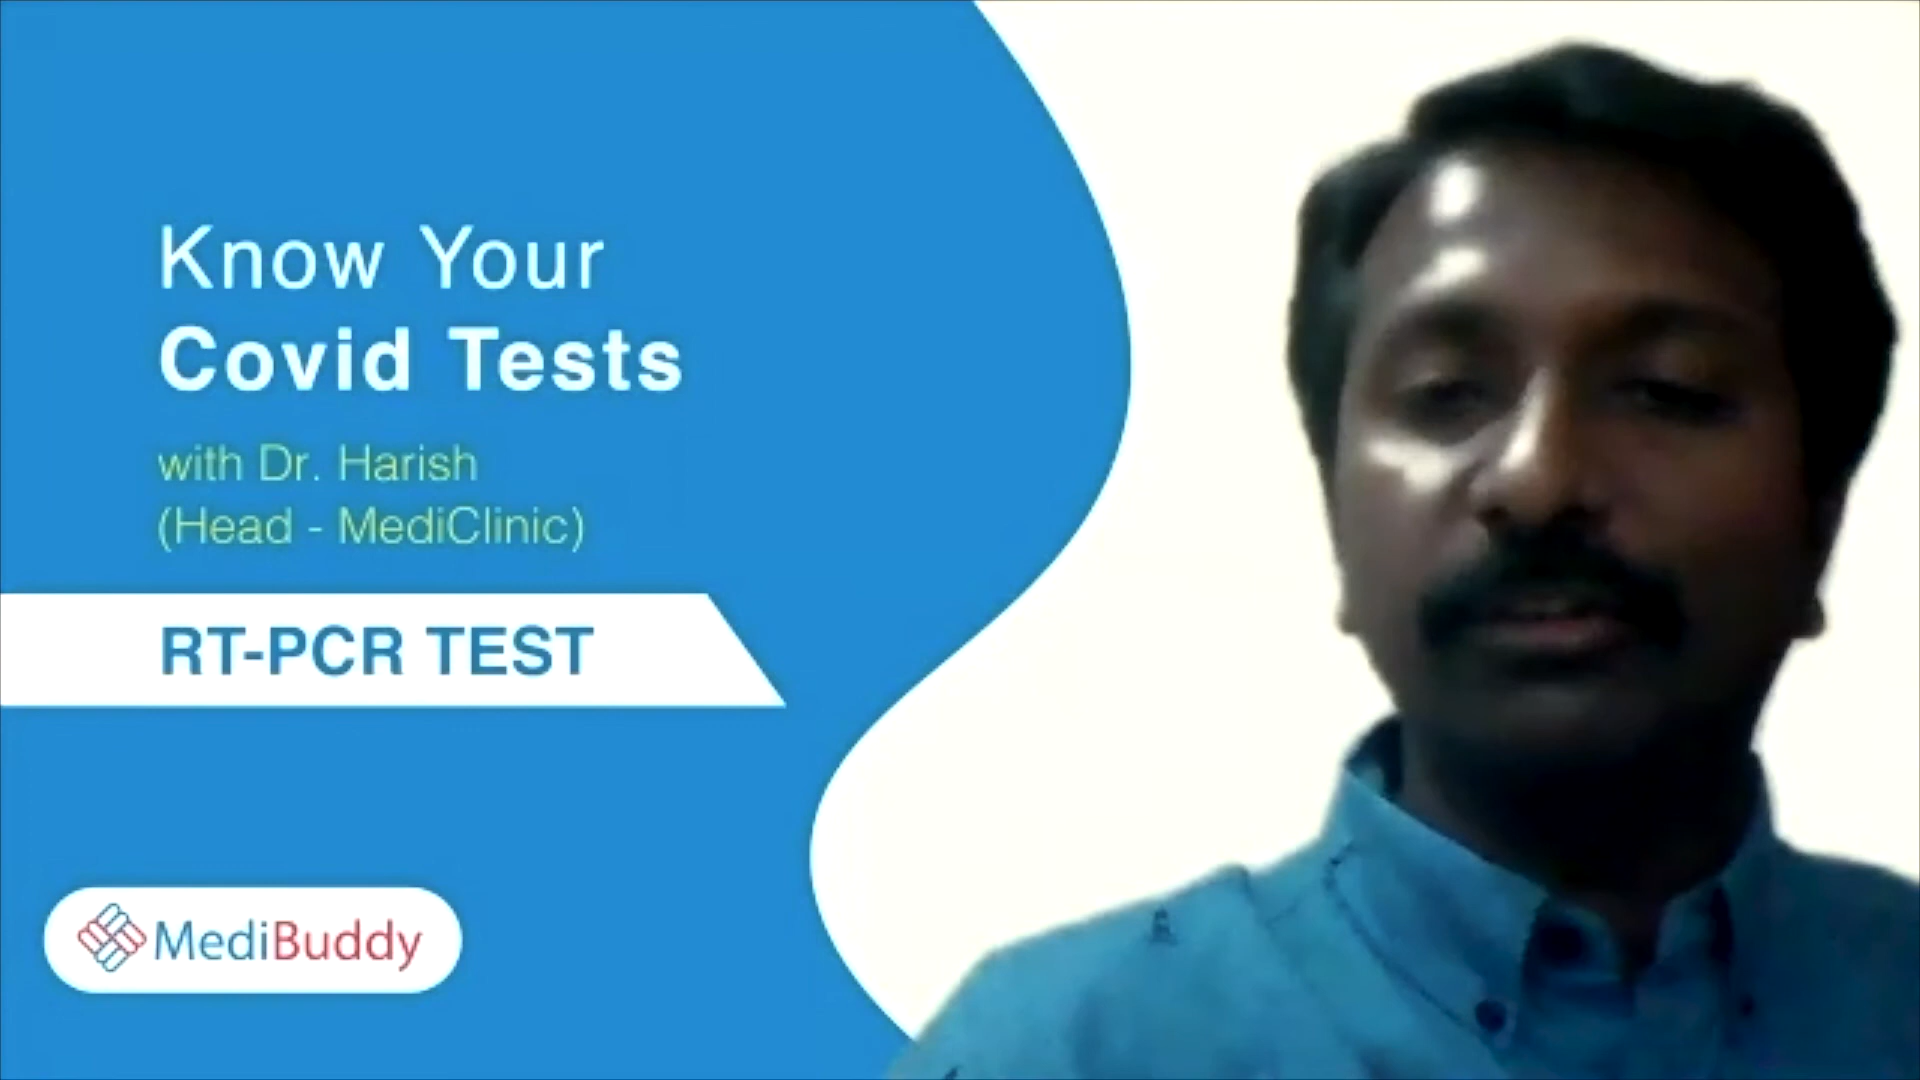 Know Your
Covid Tests
with Dr. Harish
(Head - MediClinic)
RT-PCR TEST
MediBuddy